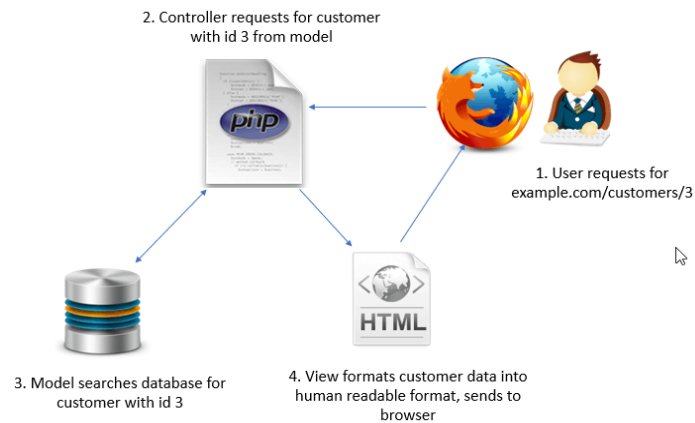 2. Controller requests for customer
with id 3 from model
php
1. User requests for
example.com/customers/3
HTML
3. Model searches database for
customer with id 3
4. View formats customer data into
human readable format, sends to
browser